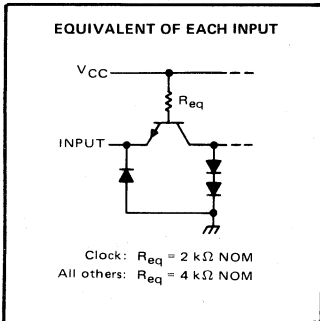 EQUIVALENT OF EACH INPUT
VCC
Req
INPUT
Clock: Req = 2 kΩ NOM
All others: Req = 4 kΩ NOM